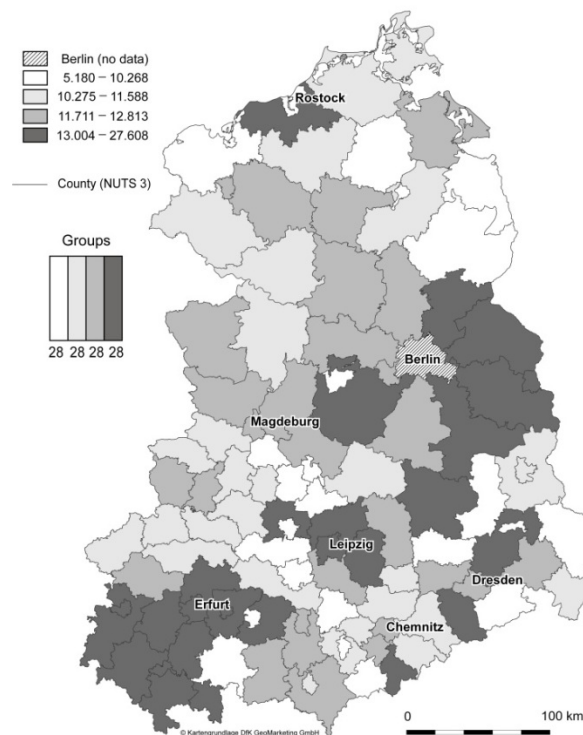 Berlin (no data)
5.180 – 10.268
10.275 – 11.588
11.711 – 12.813
13.004 – 27.608
County (NUTS 3)
Groups
28 28 28 28
Rostock
Berlin
Magdeburg
Leipzig
Dresden
Erfurt
Chemnitz
0 100 km
© Kartengrundlage DfK GeoMarketing GmbH